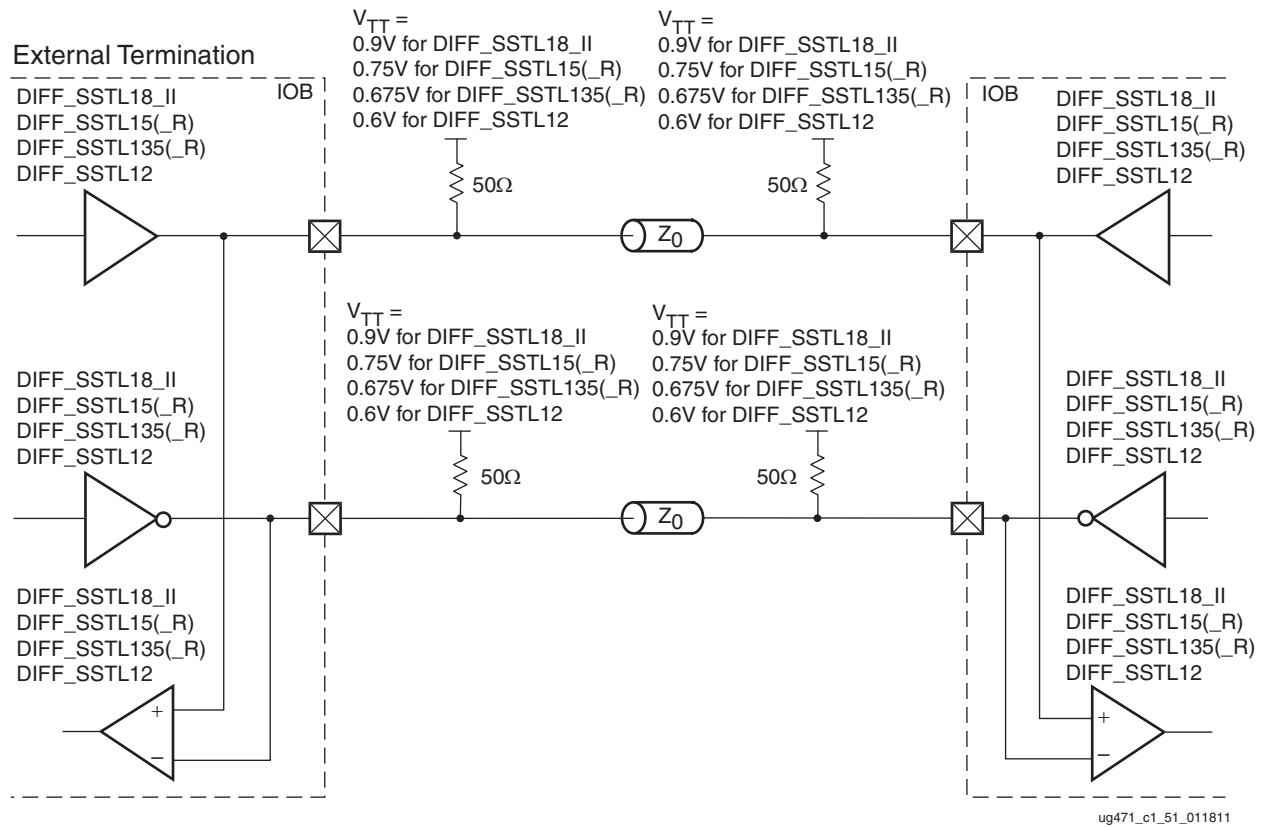 External Termination
IOB
DIFF_SSTL18_II
DIFF_SSTL15(_R)
DIFF_SSTL135(_R)
DIFF_SSTL12
VTT =
0.9V for DIFF_SSTL18_II
0.75V for DIFF_SSTL15(_R)
0.675V for DIFF_SSTL135(_R)
0.6V for DIFF_SSTL12
50Ω
VTT =
0.9V for DIFF_SSTL18_II
0.75V for DIFF_SSTL15(_R)
0.675V for DIFF_SSTL135(_R)
0.6V for DIFF_SSTL12
50Ω
Z0
IOB
DIFF_SSTL18_II
DIFF_SSTL15(_R)
DIFF_SSTL135(_R)
DIFF_SSTL12
DIFF_SSTL18_II
DIFF_SSTL15(_R)
DIFF_SSTL135(_R)
DIFF_SSTL12
VTT =
0.9V for DIFF_SSTL18_II
0.75V for DIFF_SSTL15(_R)
0.675V for DIFF_SSTL135(_R)
0.6V for DIFF_SSTL12
50Ω
VTT =
0.9V for DIFF_SSTL18_II
0.75V for DIFF_SSTL15(_R)
0.675V for DIFF_SSTL135(_R)
0.6V for DIFF_SSTL12
50Ω
Z0
DIFF_SSTL18_II
DIFF_SSTL15(_R)
DIFF_SSTL135(_R)
DIFF_SSTL12
DIFF_SSTL18_II
DIFF_SSTL15(_R)
DIFF_SSTL135(_R)
DIFF_SSTL12
+
−
DIFF_SSTL18_II
DIFF_SSTL15(_R)
DIFF_SSTL135(_R)
DIFF_SSTL12
+
−
ug471_c1_51_011811